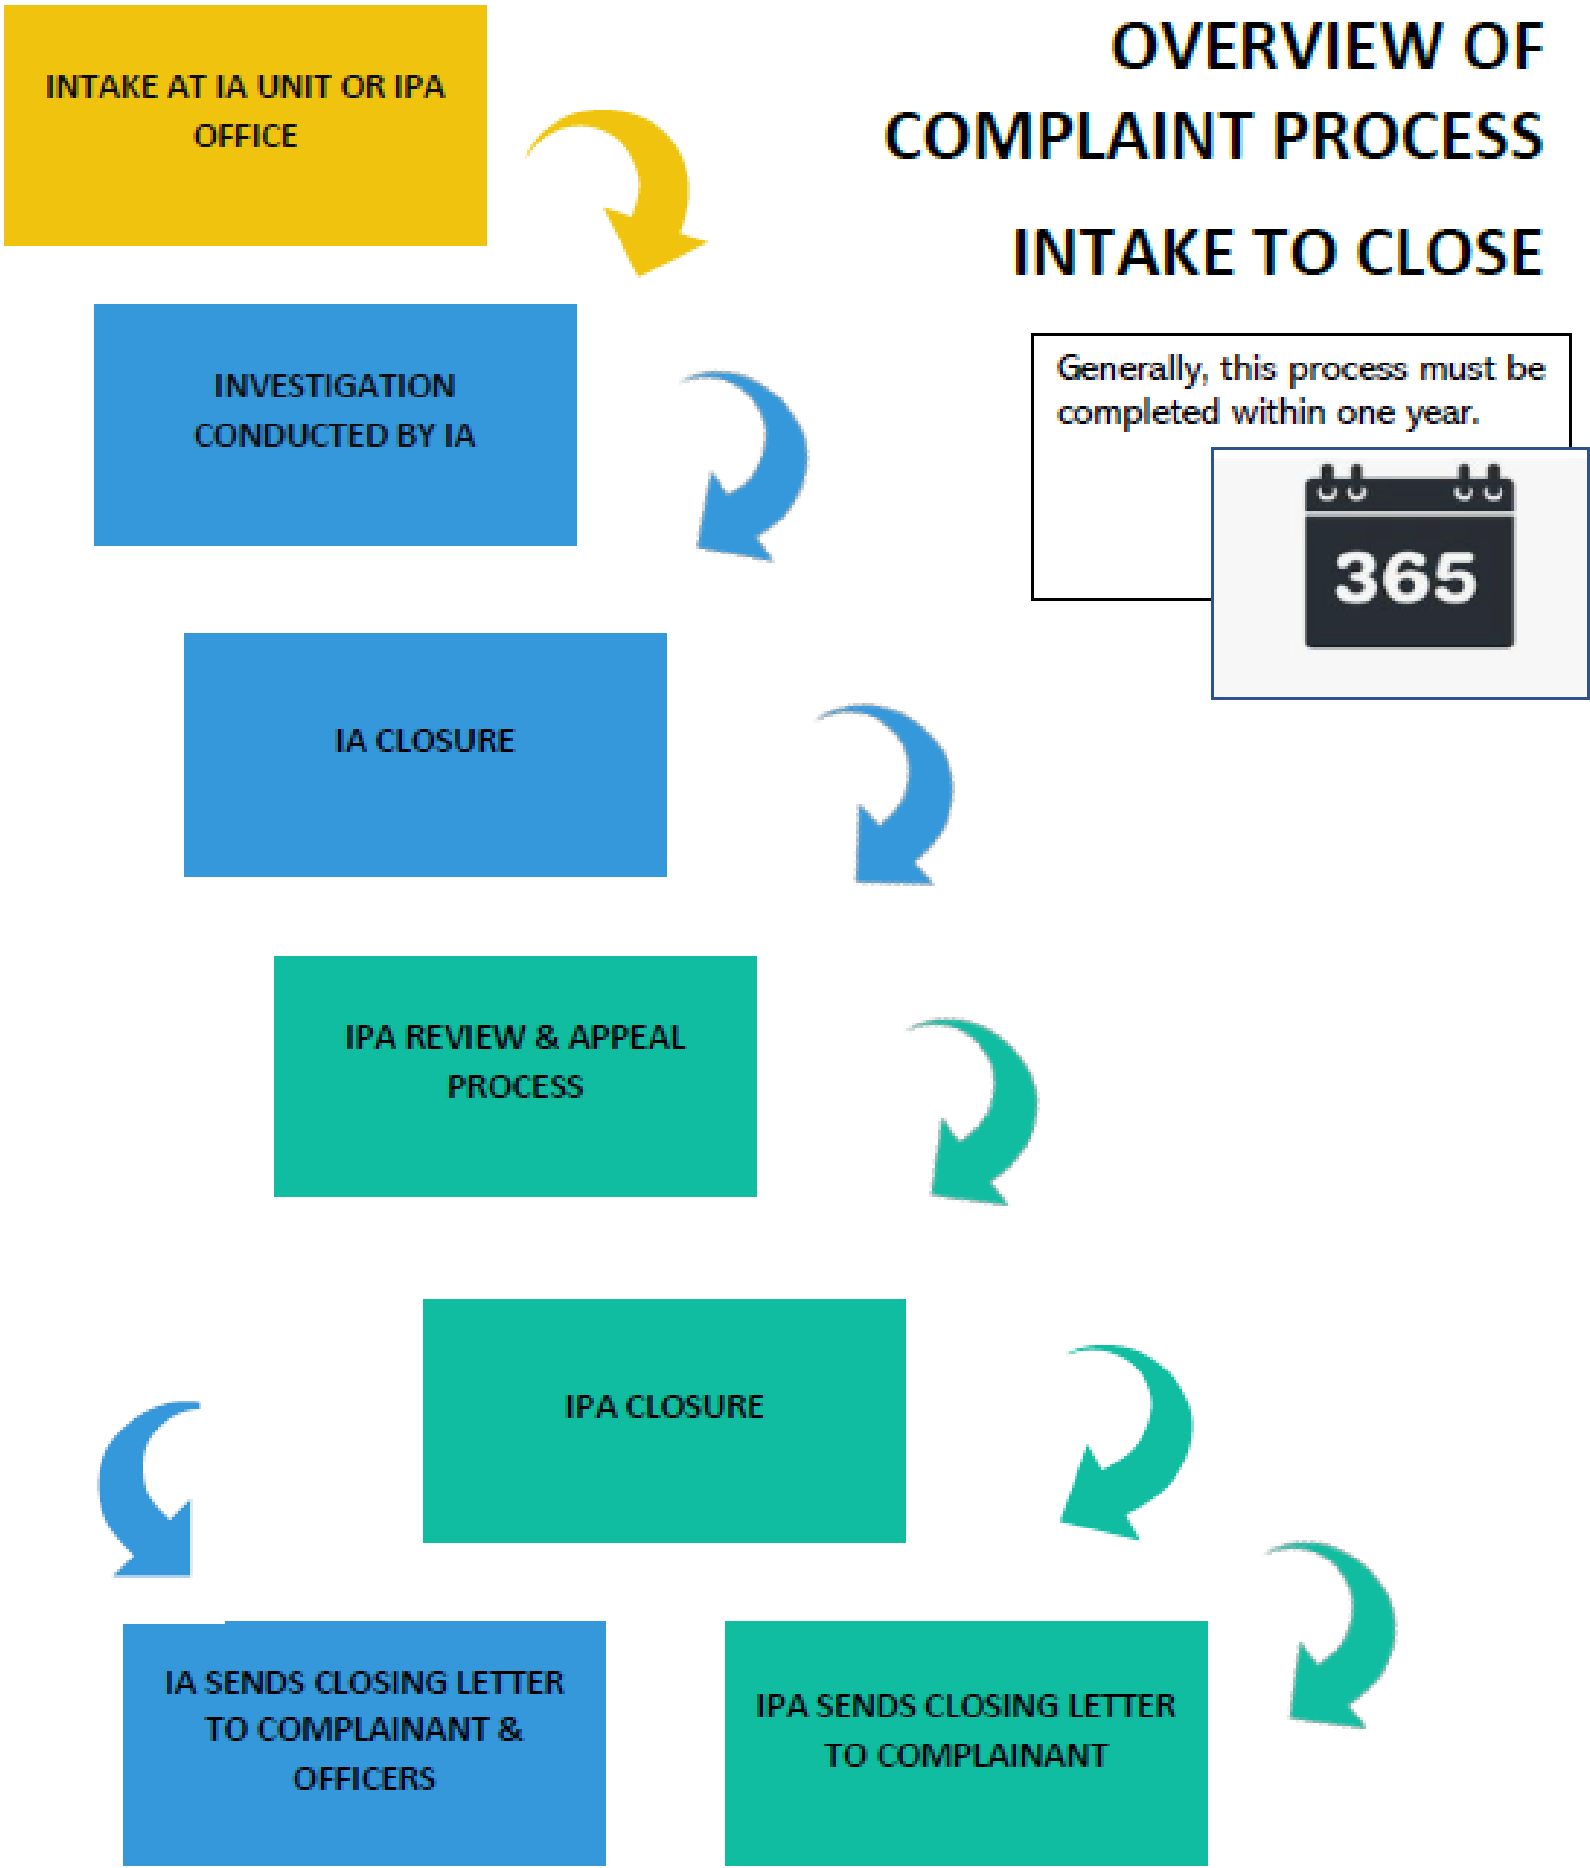 OVERVIEW OF
COMPLAINT PROCESS
INTAKE TO CLOSE
Generally, this process must be
completed within one year.
365
INTAKE AT IA UNIT OR IPA
OFFICE
INVESTIGATION
CONDUCTED BY IA
IA CLOSURE
IPA REVIEW & APPEAL
PROCESS
IPA CLOSURE
IA SENDS CLOSING LETTER
TO COMPLAINANT &
OFFICERS
IPA SENDS CLOSING LETTER
TO COMPLAINANT